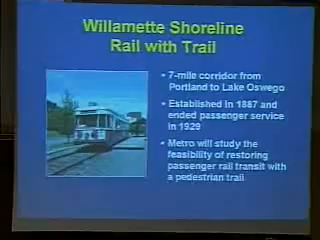 Willamette Shoreline
Rail with Trail
• 7-mile corridor from
Portland to Lake Oswego
• Established in 1887 and
ended passenger service
in 1929
• Metro will study the
feasibility of restoring
passenger rail transit with
a pedestrian trail